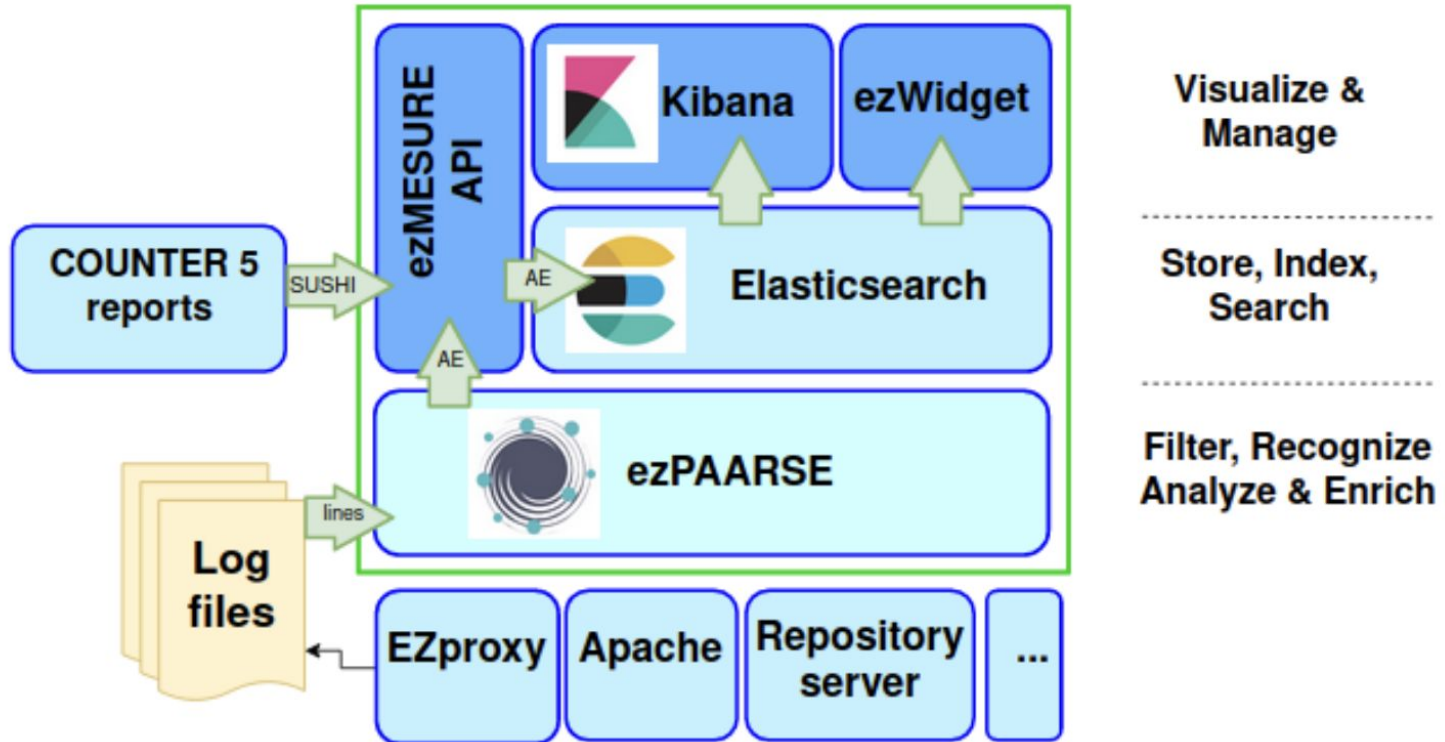 ezMESURE
API
Kibana
ezWidget
Visualize &
Manage
COUNTER 5
reports
SUSHI
AE
Elasticsearch
Store, Index,
Search
AE
ezPAARSE
Filter, Recognize
Analyze & Enrich
lines
Log
files
EZproxy
Apache
Repository
server
...